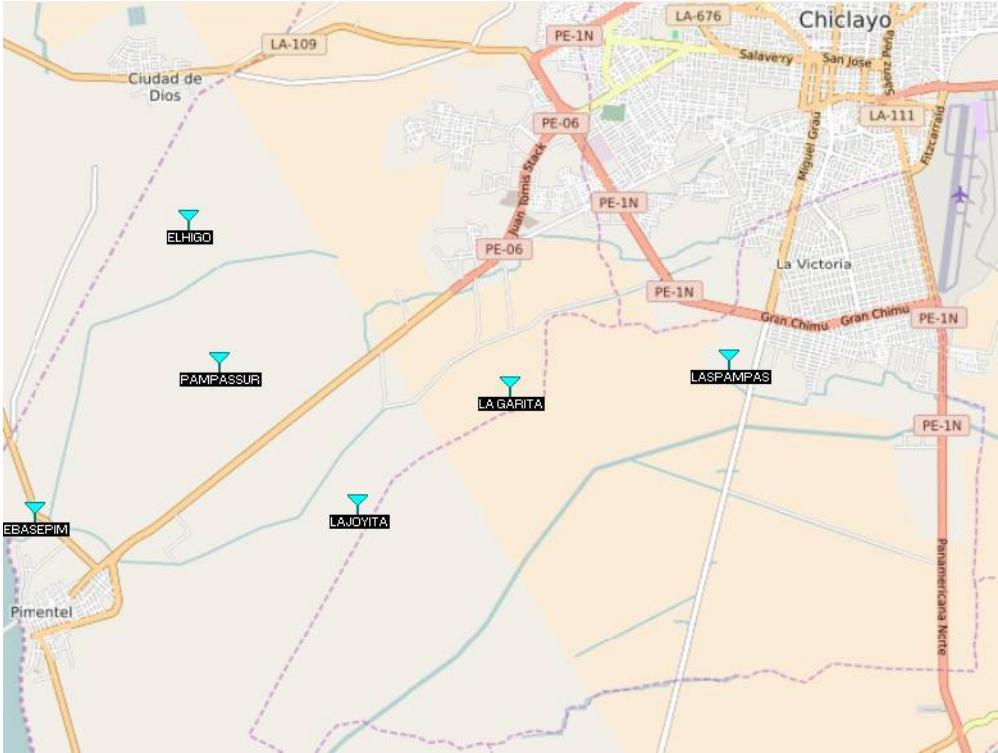 LA-676
Chiclayo
PE-1N
LA-109
Salaverry
San Jose
Saenz Peña
Ciudad de
Dios
PE-06
LA-111
Miguel Grau
Fitzcarrald
Juan Tomis Stack
PE-1N
ELHIGO
PE-06
La Victoria
PE-1N
Gran Chimu
Gran Chimu
PE-1N
PAMPASSUR
LASPAMPAS
LA GARITA
PE-1N
LAJOYITA
EBASEPIM
Panamericana Norte
Pimentel